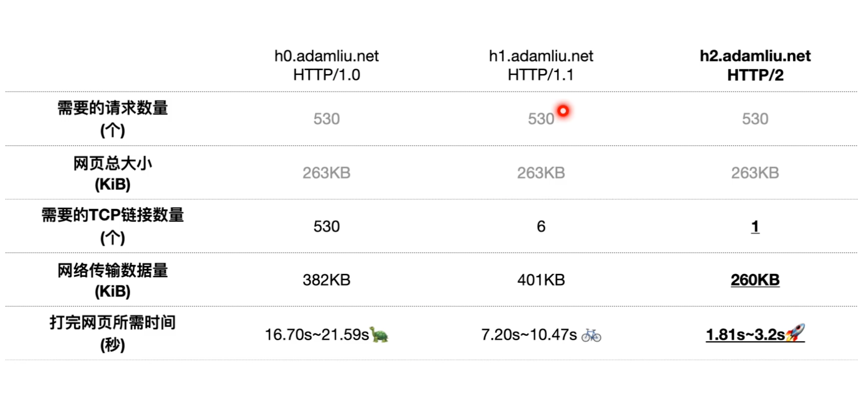 h0.adamliu.net
HTTP/1.0
h1.adamliu.net
HTTP/1.1
h2.adamliu.net
HTTP/2
需要的请求数量
(个)
530
530
530
网页总大小
(KiB)
263KB
263KB
263KB
需要的TCP链接数量
(个)
530
6
1
网络传输数据量
(KiB)
382KB
401KB
260KB
打完网页所需时间
(秒)
16.70s~21.59s🐢
7.20s~10.47s 🚲
1.81s~3.2s🚀